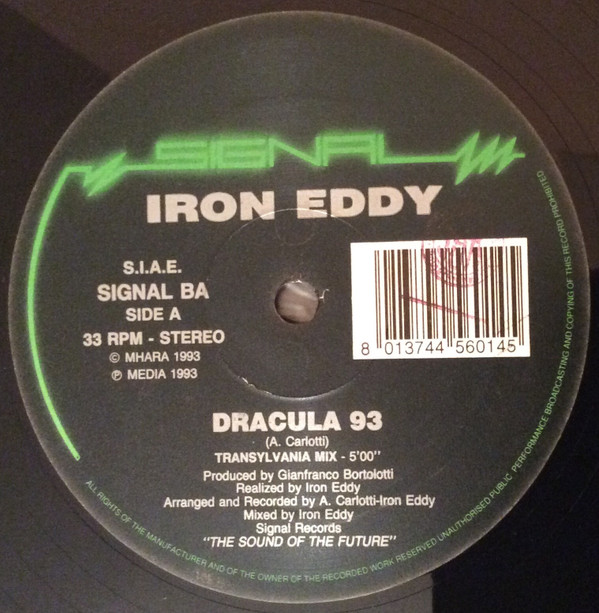 SIGNAL
IRON EDDY
S.I.A.E.
SIGNAL BA
SIDE A
33 RPM - STEREO
© MHARA 1993
℗ MEDIA 1993
8 013744 560145
DRACULA 93
(A. Carlotti)
TRANSYLVANIA MIX - 5'00"
Produced by Gianfranco Bortolotti
Realized by Iron Eddy
Arranged and Recorded by A. Carlotti-Iron Eddy
Mixed by Iron Eddy
Signal Records
"THE SOUND OF THE FUTURE"
ALL RIGHTS OF THE MANUFACTURER AND OF THE OWNER OF THE RECORDED WORK RESERVED UNAUTHORISED PUBLIC PERFORMANCE BROADCASTING AND COPYING OF THIS RECORD PROHIBITED